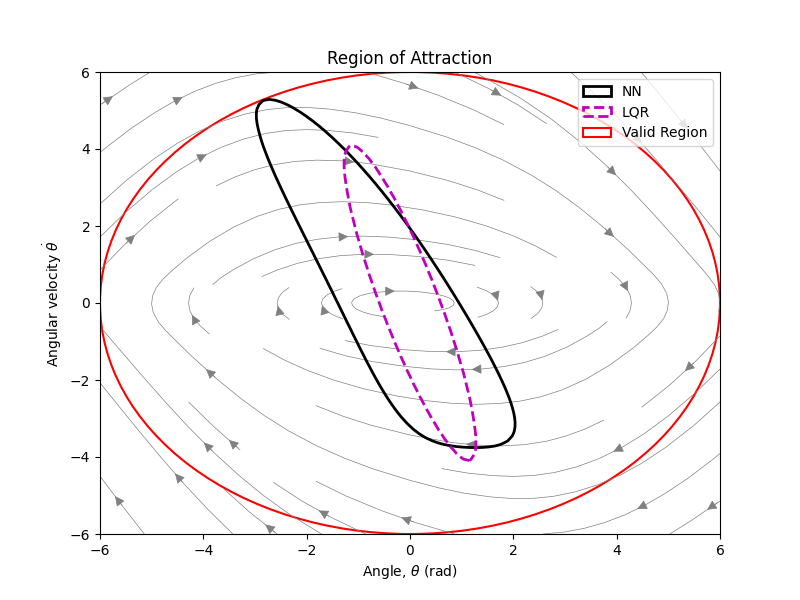 Region of Attraction
NN
LQR
Valid Region
6
4
2
0
−2
−4
−6
Angular velocity θ̇
−6 −4 −2 0 2 4 6
Angle, θ (rad)